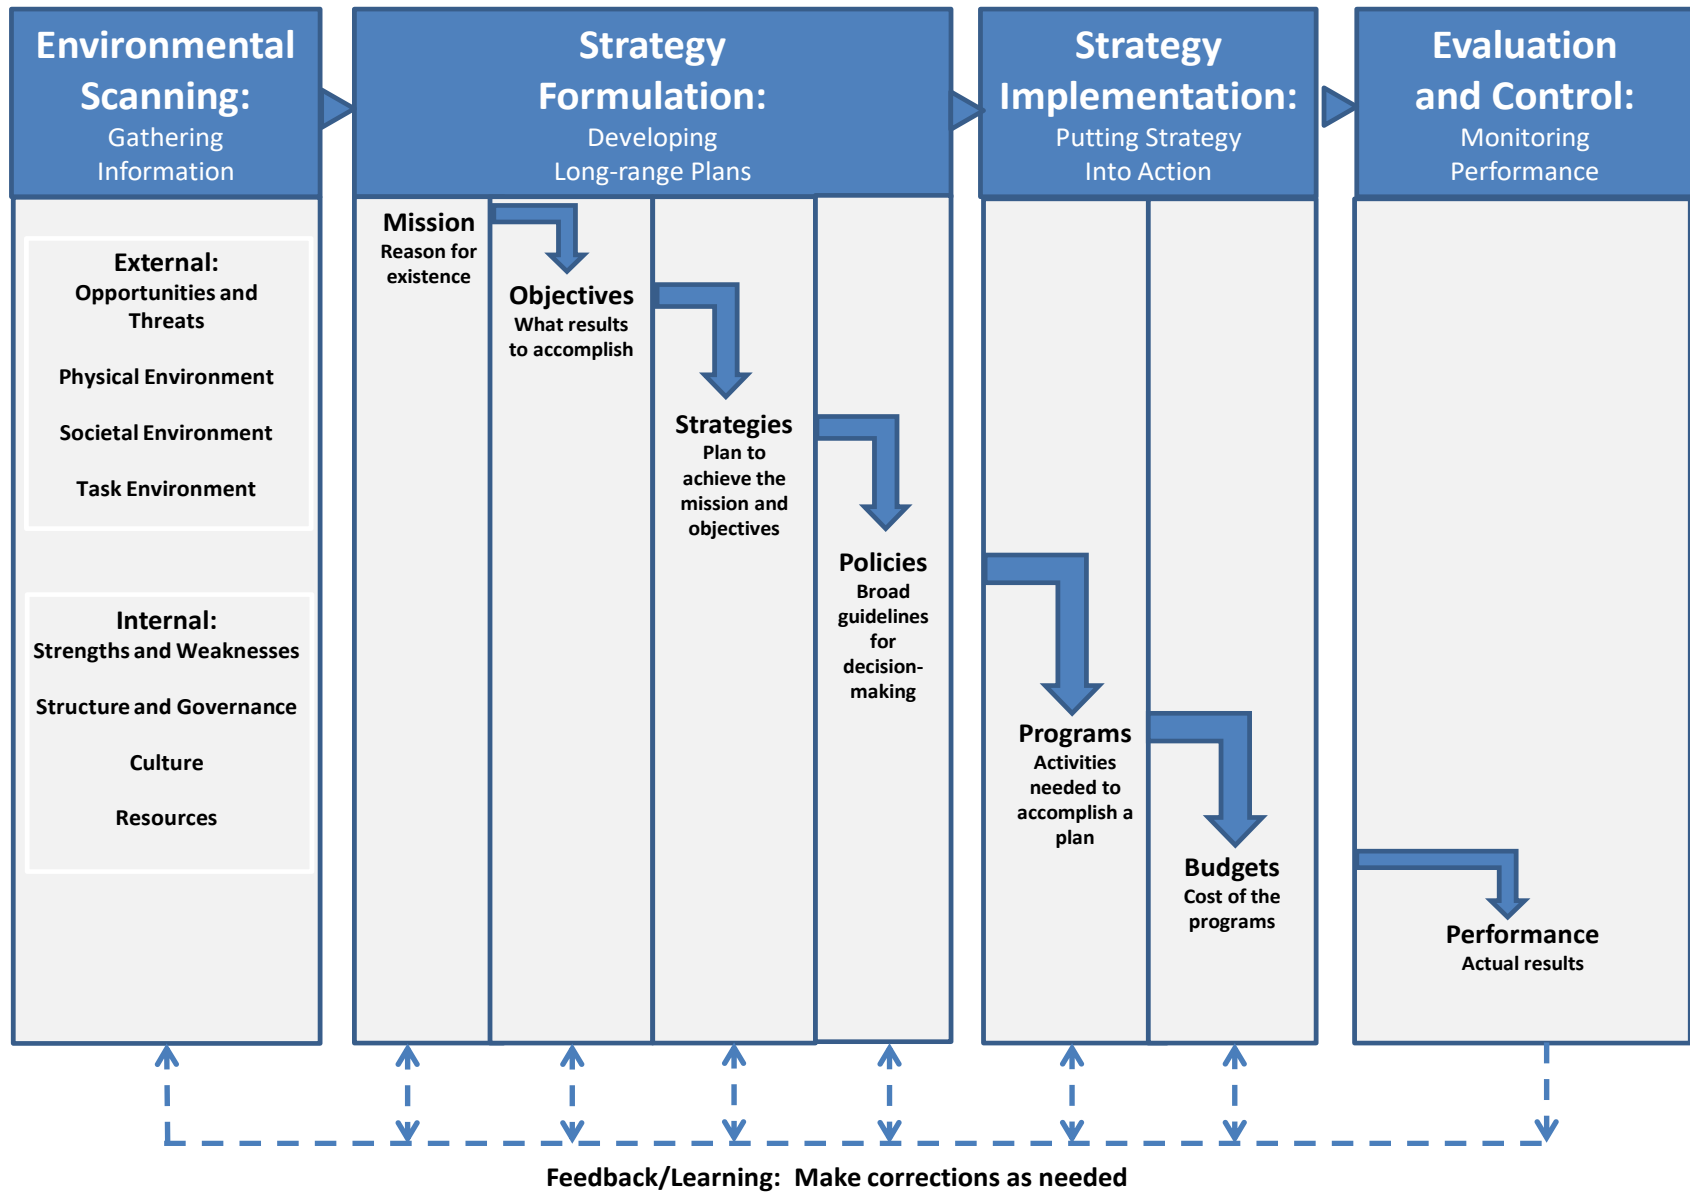 Environmental
Scanning:
Gathering
Information
Strategy
Formulation:
Developing
Long-range Plans
Strategy
Implementation:
Putting Strategy
Into Action
Evaluation
and Control:
Monitoring
Performance
External:
Opportunities and
Threats
Physical Environment
Societal Environment
Task Environment
Internal:
Strengths and Weaknesses
Structure and Governance
Culture
Resources
Mission
Reason for
existence
Objectives
What results
to accomplish
Strategies
Plan to
achieve the
mission and
objectives
Policies
Broad
guidelines
for
decision-
making
Programs
Activities
needed to
accomplish a
plan
Budgets
Cost of the
programs
Performance
Actual results
Feedback/Learning: Make corrections as needed